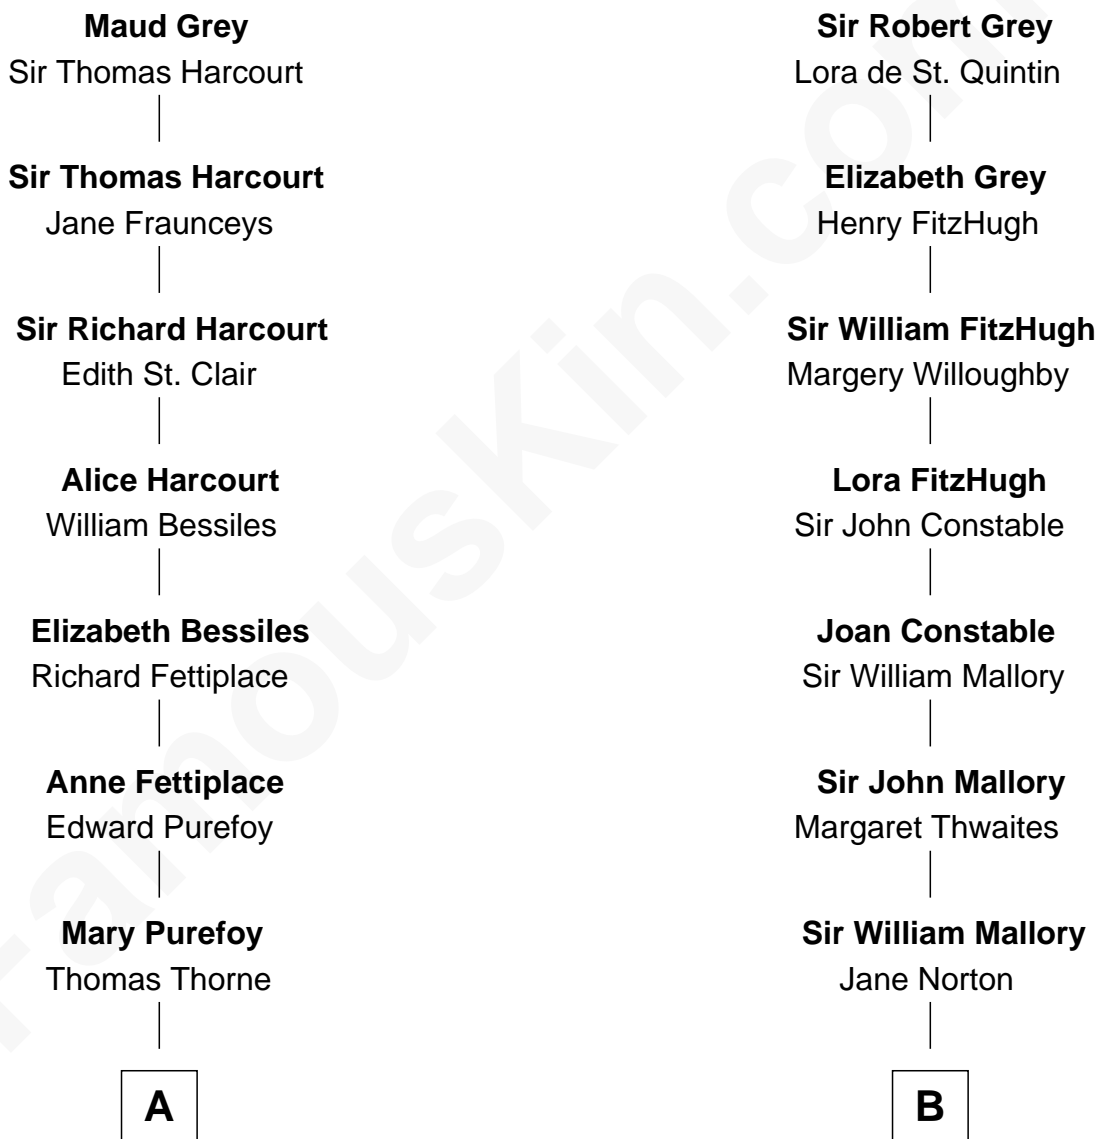 Maud Grey
Sir Thomas Harcourt
Sir Thomas Harcourt
Jane Fraunceys
Sir Richard Harcourt
Edith St. Clair
Alice Harcourt
William Bessiles
Elizabeth Bessiles
Richard Fettiplace
Anne Fettiplace
Edward Purefoy
Mary Purefoy
Thomas Thorne
A
Sir Robert Grey
Lora de St. Quintin
Elizabeth Grey
Henry FitzHugh
Sir William FitzHugh
Margery Willoughby
Lora FitzHugh
Sir John Constable
Joan Constable
Sir William Mallory
Sir John Mallory
Margaret Thwaites
Sir William Mallory
Jane Norton
B
FamousKin.com